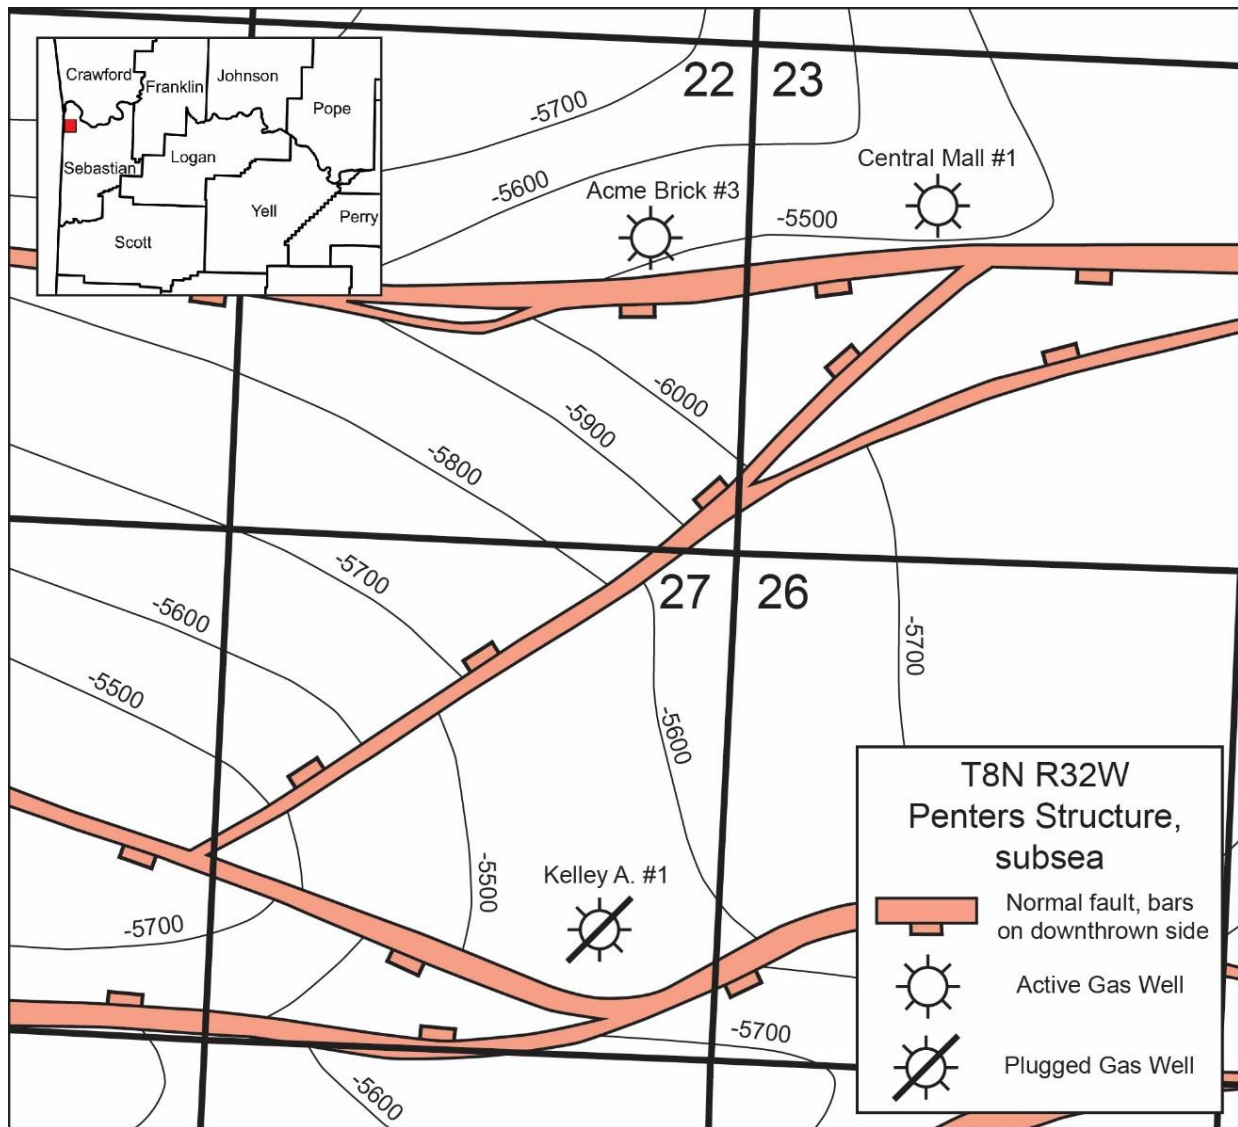 Crawford
Franklin
Johnson
Pope
Logan
Sebastian
Yell
Perry
Scott
22 23
-5700
Central Mall #1
-5600
Acme Brick #3
-5500
-6000
-5900
-5800
-5700
27 26
-5600
-5700
-5500
-5600
-5500
Kelley A. #1
-5700
-5700
-5600
T8N R32W
Penters Structure,
subsea
Normal fault, bars
on downthrown side
Active Gas Well
Plugged Gas Well